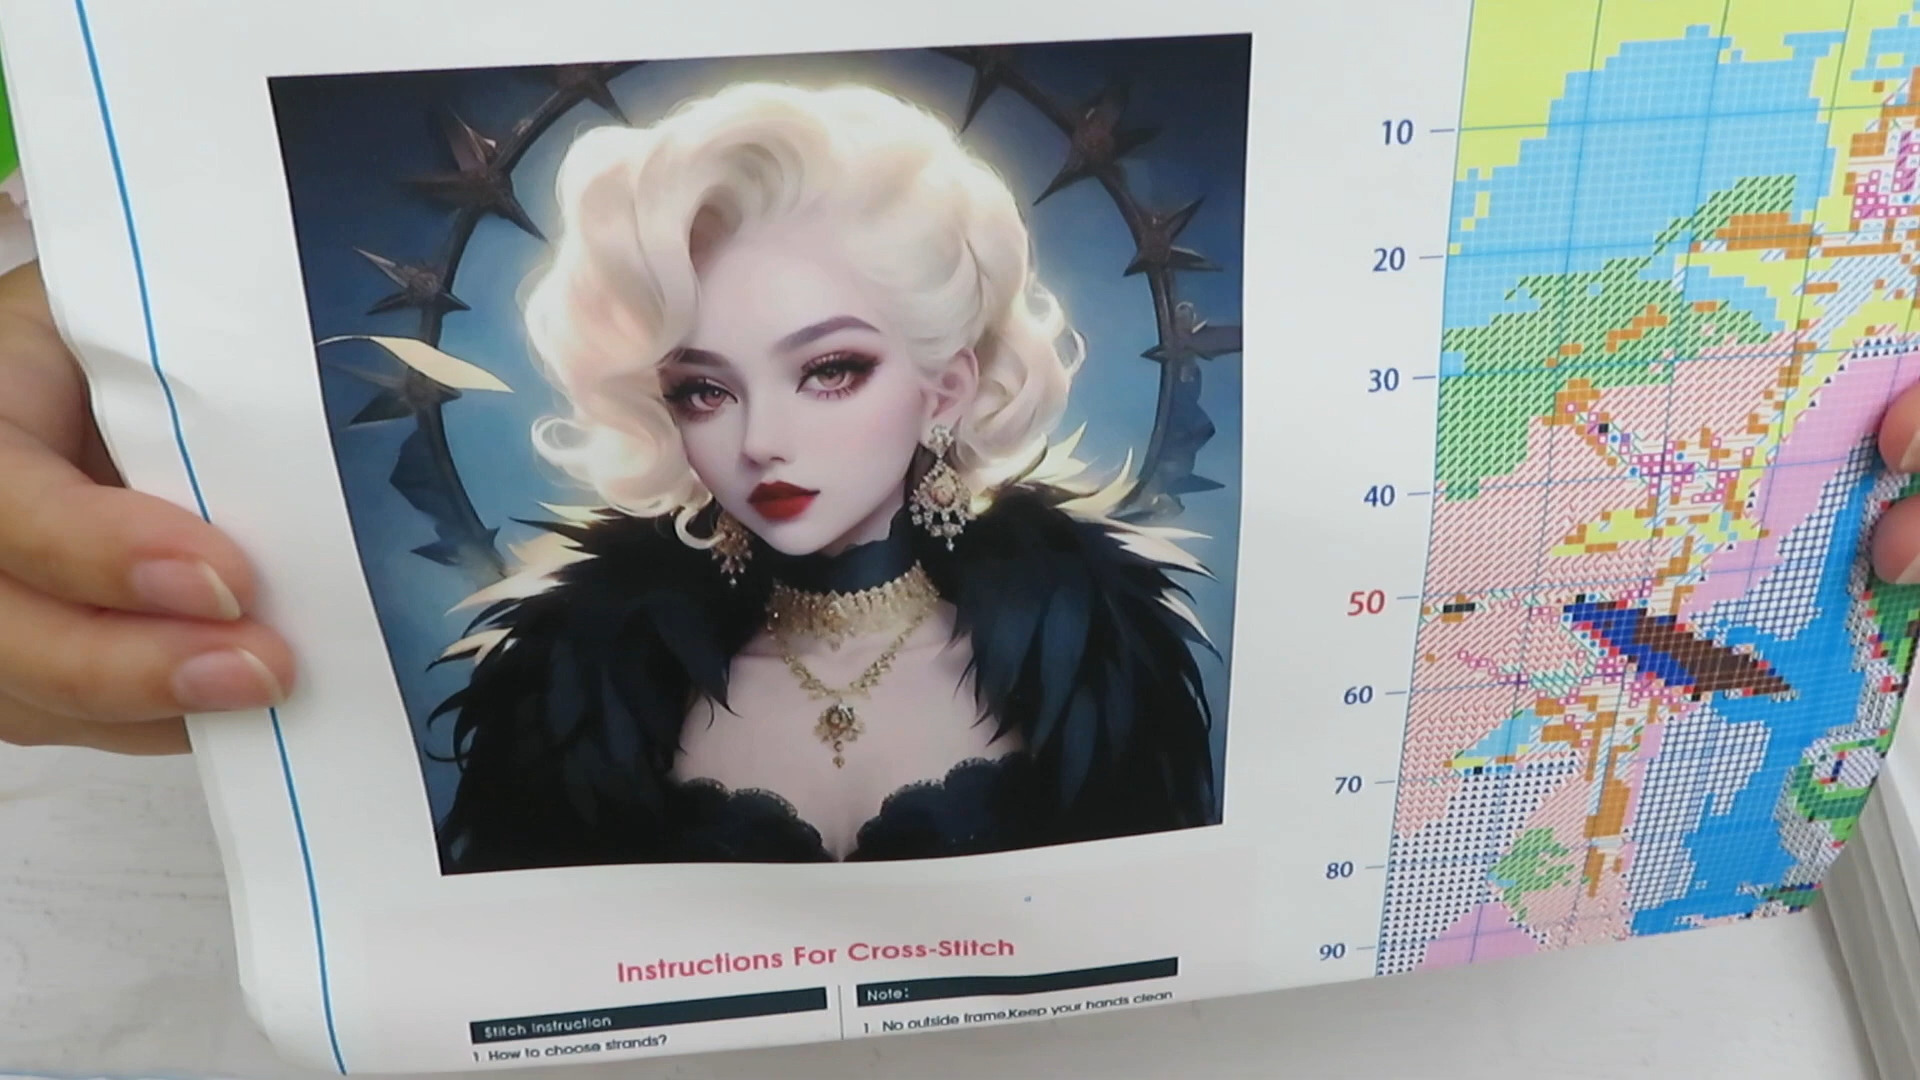 10
20
30
40
50
60
70
80
90
Instructions For Cross-Stitch
Stitch Instruction
1. How to choose strands?
Note:
1. No outside frame,Keep your hands clean